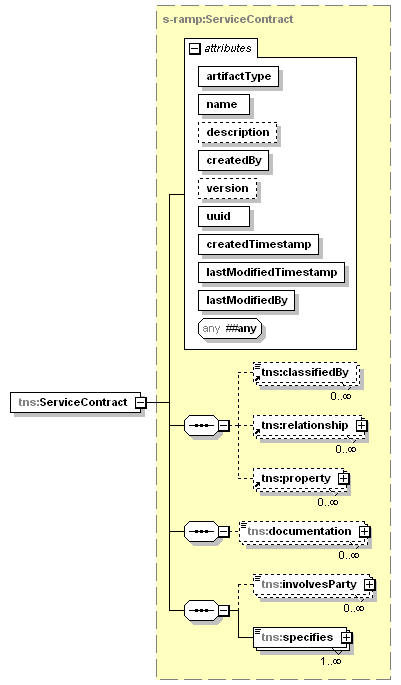 s-ramp:ServiceContract
attributes
artifactType
name
description
createdBy
version
uuid
createdTimestamp
lastModifiedTimestamp
lastModifiedBy
any ##any
tns:classifiedBy
0..∞
tns:ServiceContract
tns:relationship
0..∞
tns:property
0..∞
tns:documentation
0..∞
tns:involvesParty
0..∞
tns:specifies
1..∞